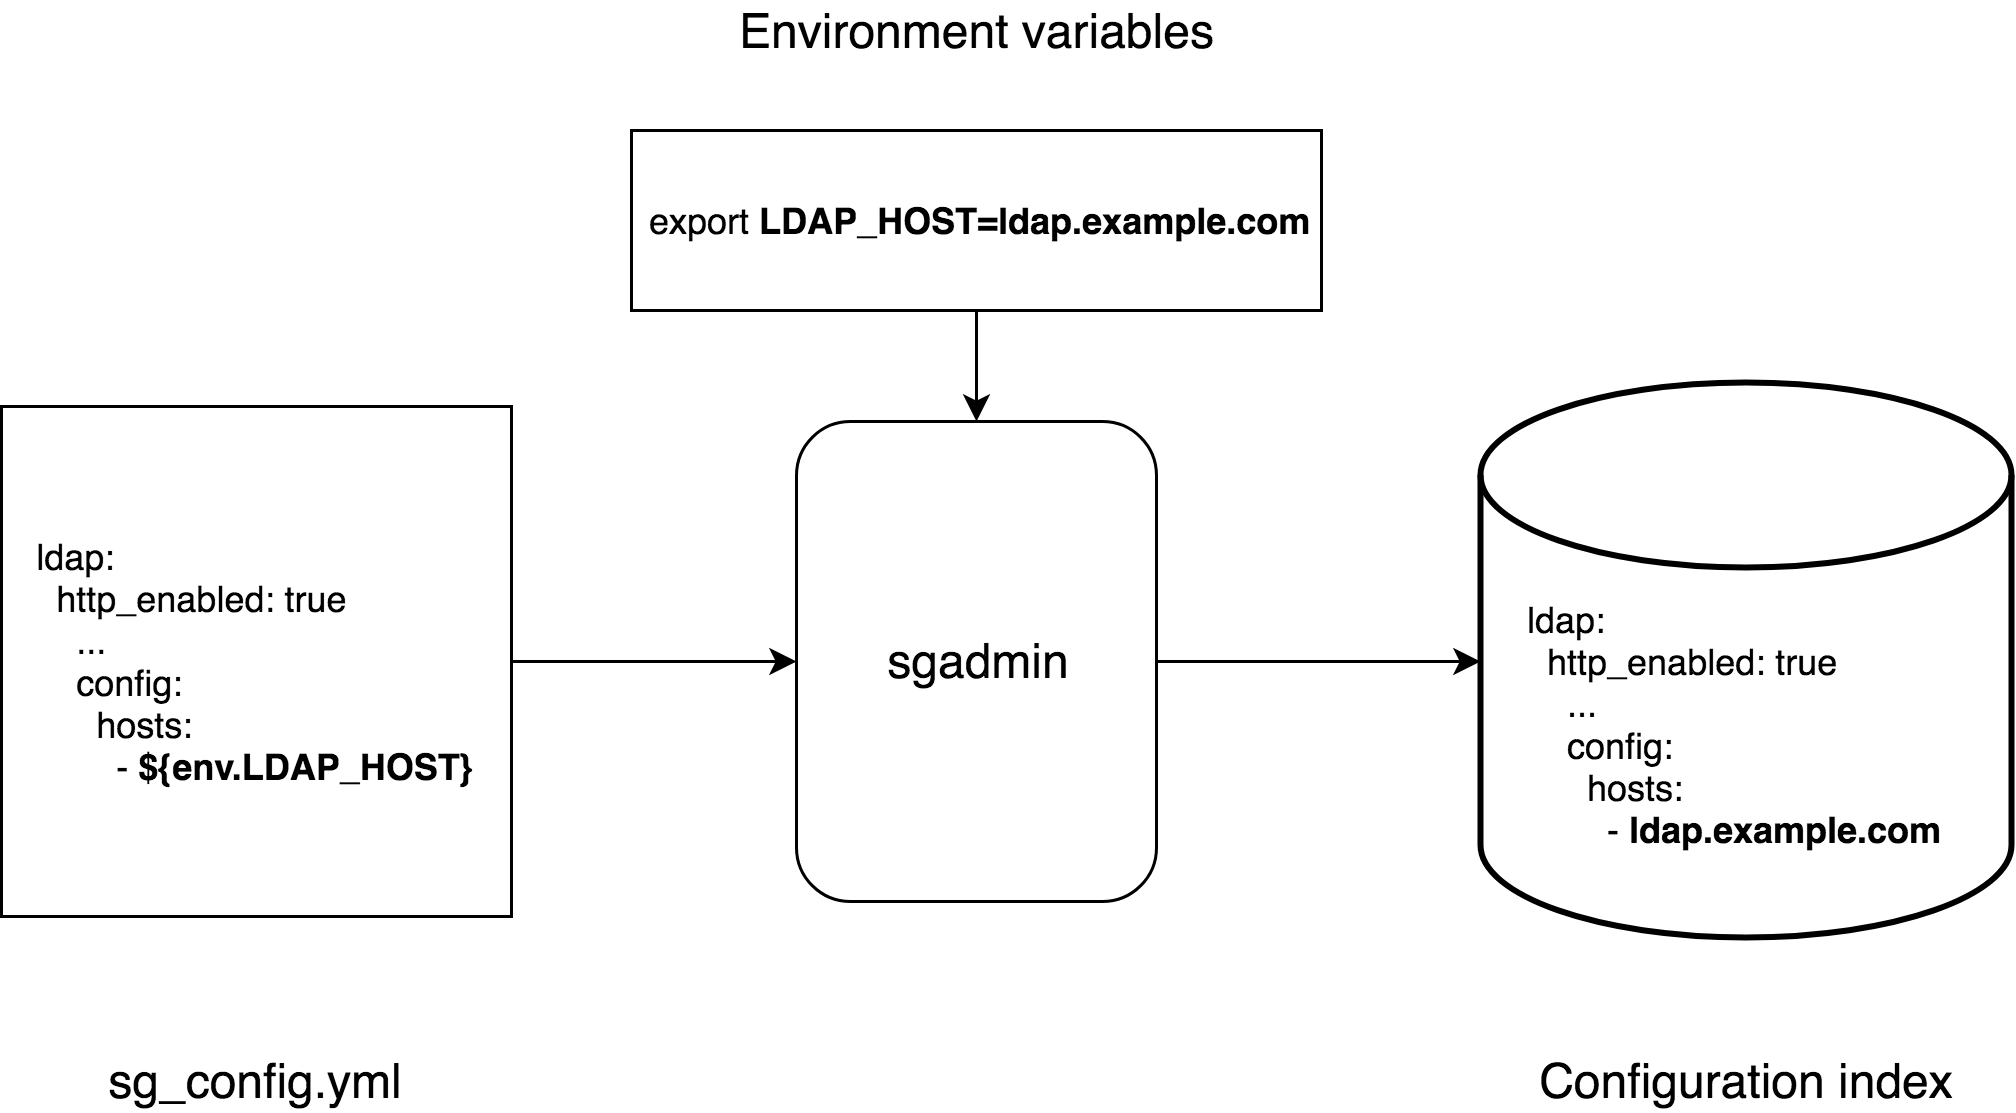 Environment variables
export LDAP_HOST=ldap.example.com
ldap:
http_enabled: true
...
config:
hosts:
- ${env.LDAP_HOST}
sgadmin
ldap:
http_enabled: true
...
config:
hosts:
- ldap.example.com
sg_config.yml
Configuration index